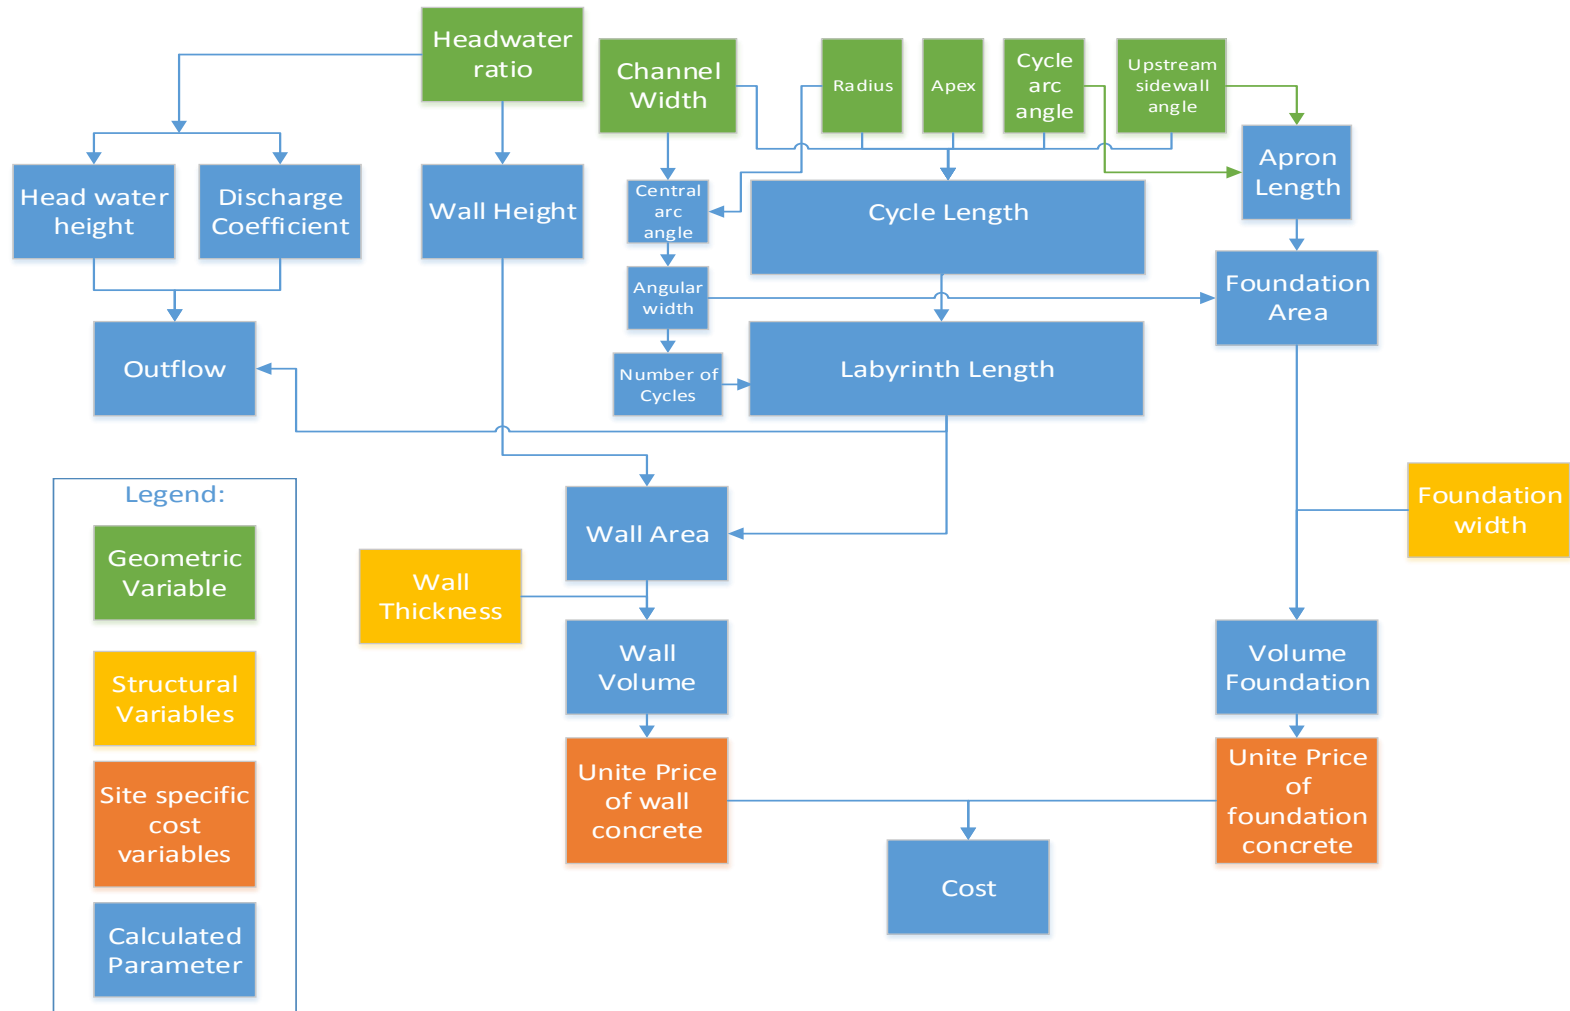 Headwater
ratio
Channel
Width
Radius
Apex
Cycle
arc
angle
Upstream
sidewall
angle
Head water
height
Discharge
Coefficient
Wall Height
Central
arc
angle
Cycle Length
Apron
Length
Angular
width
Foundation
Area
Outflow
Number of
Cycles
Labyrinth Length
Legend:
Geometric
Variable
Structural
Variables
Site specific
cost
variables
Calculated
Parameter
Wall Area
Foundation
width
Wall
Thickness
Wall
Volume
Volume
Foundation
Unite Price
of wall
concrete
Unite Price
of
foundation
concrete
Cost